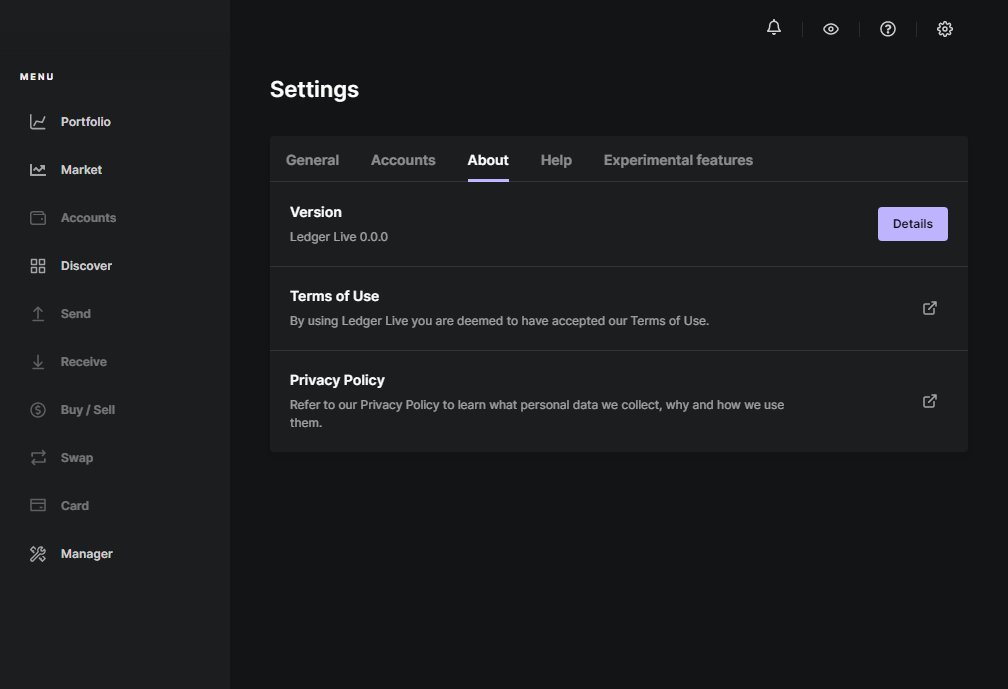 MENU
Portfolio
Market
Accounts
Discover
Send
Receive
Buy / Sell
Swap
Card
Manager
Settings
General Accounts About Help Experimental features
Version
Ledger Live 0.0.0
Details
Terms of Use
By using Ledger Live you are deemed to have accepted our Terms of Use.
Privacy Policy
Refer to our Privacy Policy to learn what personal data we collect, why and how we use
them.